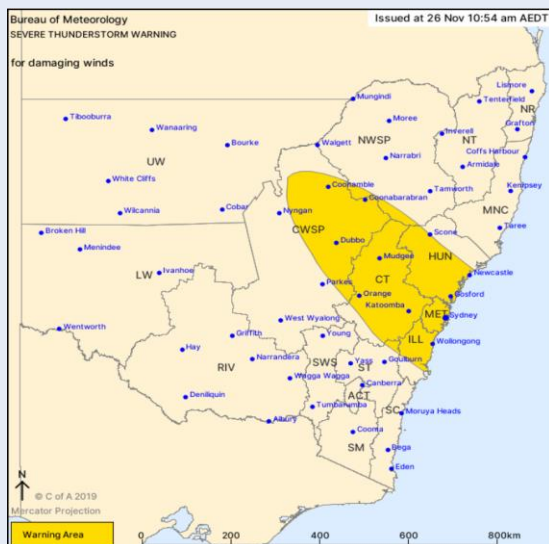 Bureau of Meteorology
Issued at 26 Nov 10:54 am AEDT
SEVERE THUNDERSTORM WARNING
for damaging winds
Lismore
NR
Mungindi
Tenterfield
Tibooburra
Moree
NT
Grafton
Wanaaring
Inverell
Bourke
Walgett
NWSP
Coffs Harbour
UW
Narrabri
Armidale
White Cliffs
Coonamble
Tamworth
Kempsey
Coonabarabran
Wilcannia
Cobar
Nyngan
MNC
Taree
Broken Hill
CWSP
Scone
Menindee
Dubbo
Mudgee
HUN
LW
Ivanhoe
CT
Newcastle
Parkes
Orange
Gosford
Katoomba
MET
Sydney
West Wyalong
Wentworth
Griffith
Young
ILL
Wollongong
Hay
Narrandera
SWS
Yass
ST
Goulburn
RIV
Wagga Wagga
Canberra
Deniliquin
ACT
Tumbarumba
SC
Moruya Heads
Albury
Cooma
SM
Bega
Eden
N
© C of A 2019
Mercator Projection
Warning Area
0 200 400 600 800km